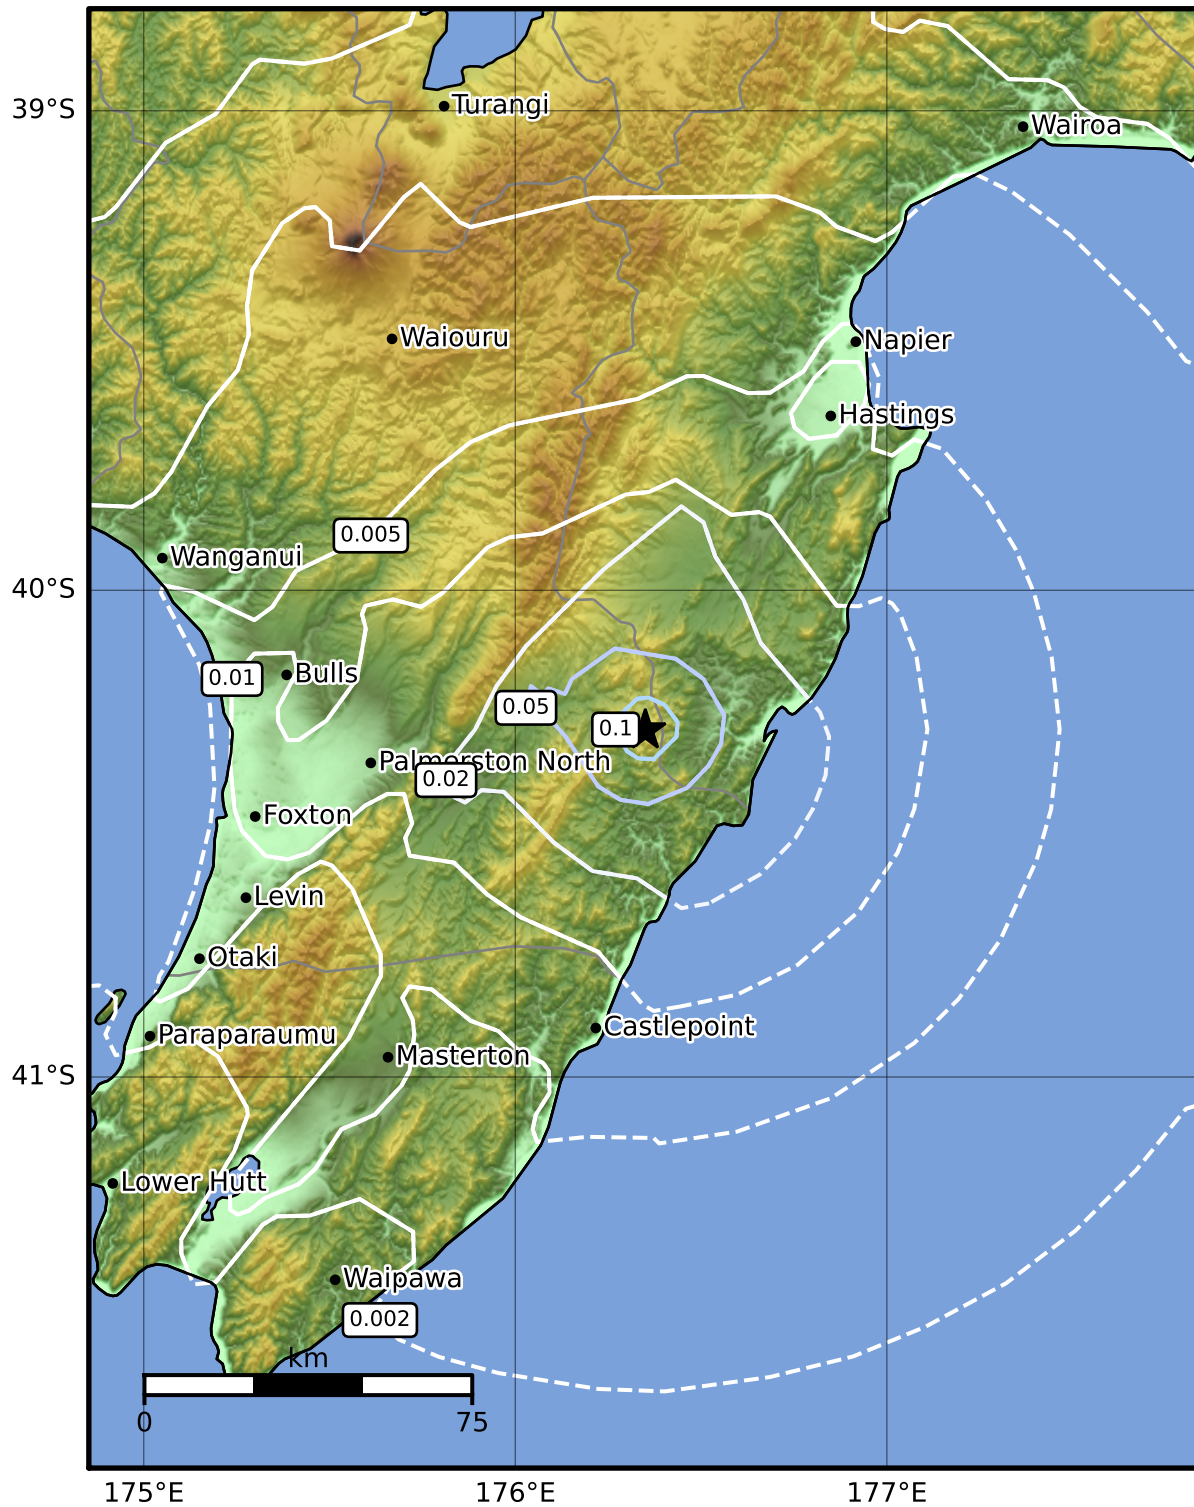 Turangi
39°S
Wairoa
Waiouru
Napier
Hastings
0.005
Wanganui
40°S
Bulls
0.01
0.05
0.1
Palmerston North
0.02
Foxton
Levin
Otaki
Castlepoint
Paraparaumu
Masterton
41°S
Lower Hutt
Waipawa
0.002
km
0 75
175°E 176°E 177°E